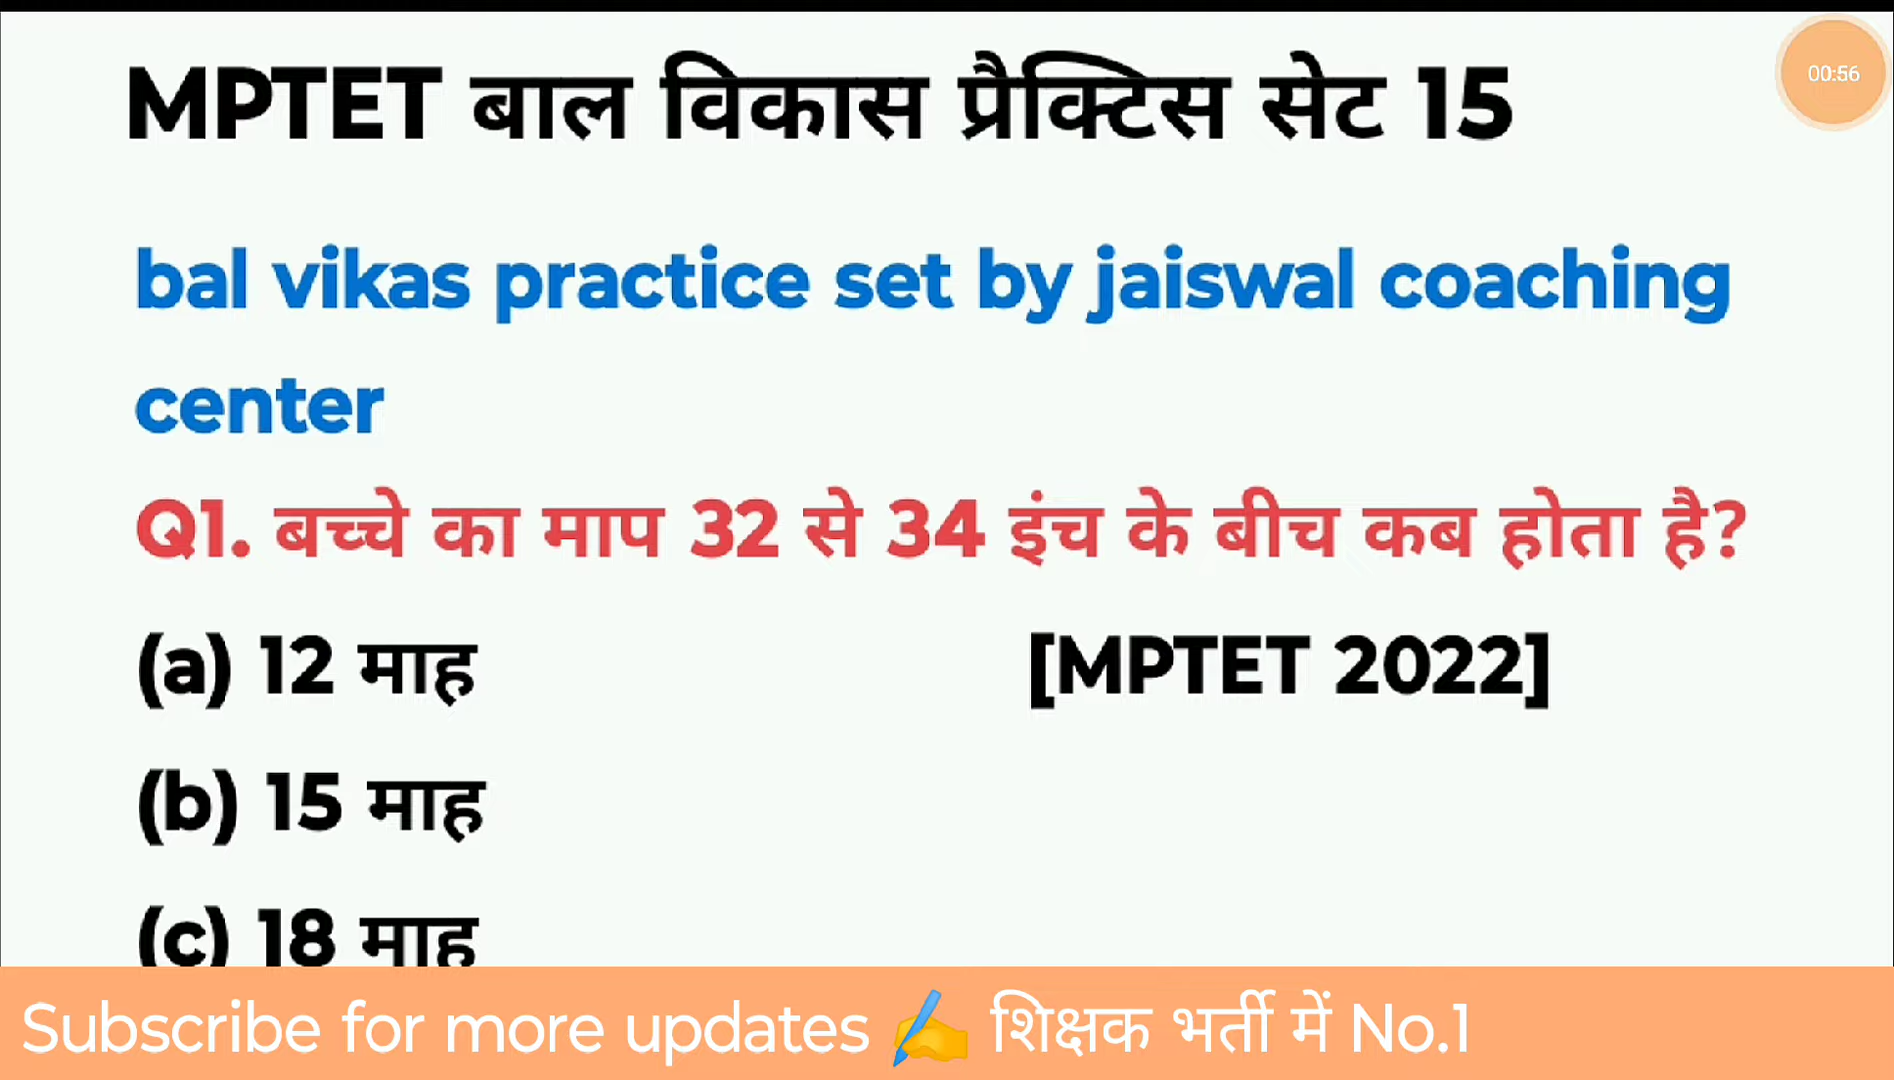 MPTET बाल विकास प्रैक्टिस सेट 15
00:56
bal vikas practice set by jaiswal coaching
center
Q1. बच्चे का माप 32 से 34 इंच के बीच कब होता है?
(a) 12 माह [MPTET 2022]
(b) 15 माह
(c) 18 माह
Subscribe for more updates ✍️ शिक्षक भर्ती में No.1